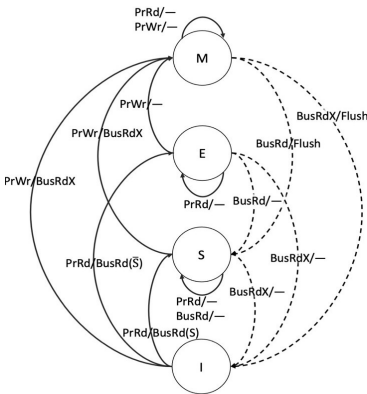 PrRd/—
PrWr/—
M
PrWr/—
BusRdX/Flush
PrWr/BusRdX
BusRd/Flush
E
PrWr/BusRdX
PrRd/—
BusRd/—
S
PrRd/BusRd(S̅)
BusRdX/—
BusRdX/—
PrRd/—
BusRd/—
PrRd/BusRd(S)
I